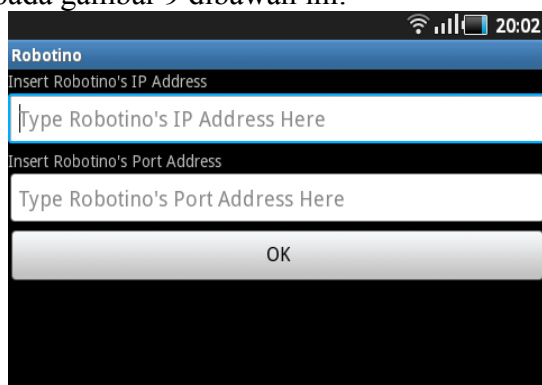 pada gambar 9 dibawah ini:
20:02
Robotino
Insert Robotino's IP Address
Type Robotino's IP Address Here
Insert Robotino's Port Address
Type Robotino's Port Address Here
OK